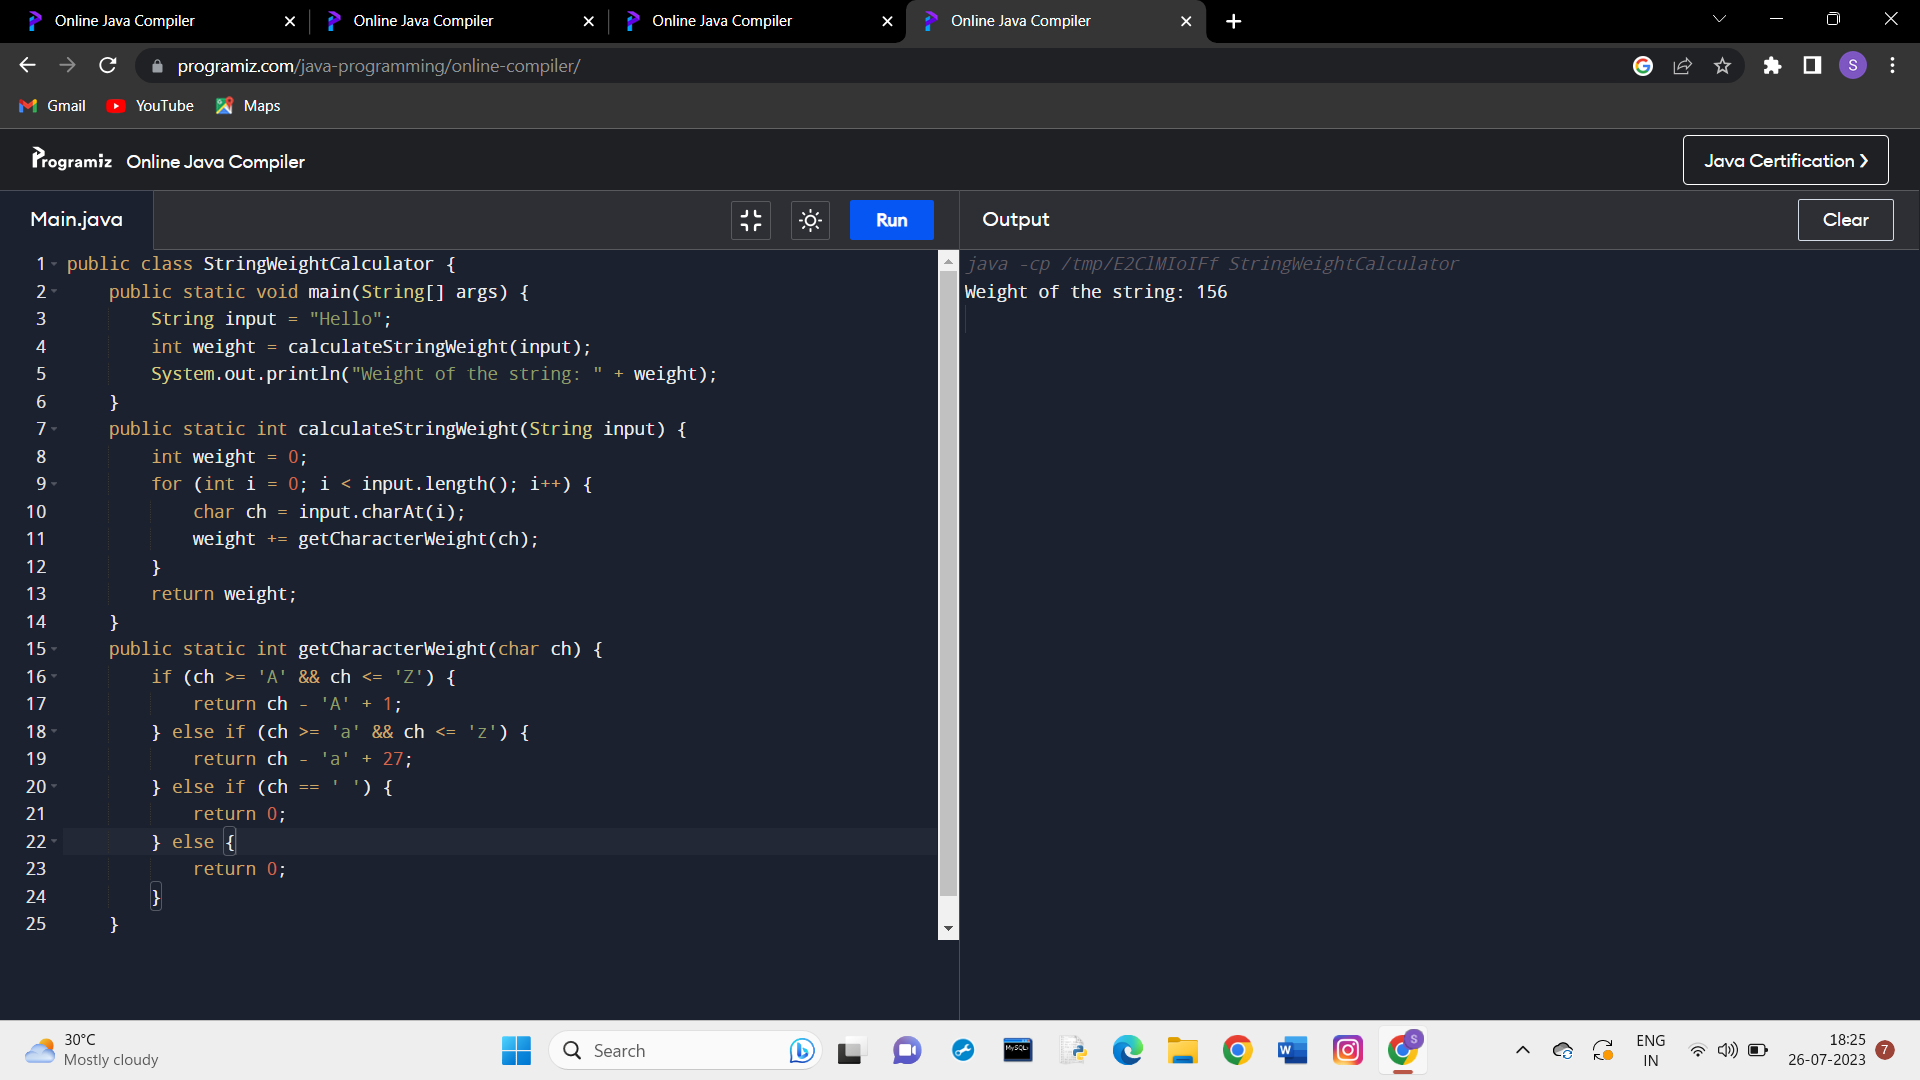 Online Java Compiler
Online Java Compiler
Online Java Compiler
Online Java Compiler
programiz.com/java-programming/online-compiler/
S
Gmail
YouTube
Maps
Programiz Online Java Compiler
Java Certification ❯
Main.java
Run
Output
Clear
1 public class StringWeightCalculator {
2     public static void main(String[] args) {
3         String input = "Hello";
4         int weight = calculateStringWeight(input);
5         System.out.println("Weight of the string: " + weight);
6     }
7     public static int calculateStringWeight(String input) {
8         int weight = 0;
9         for (int i = 0; i < input.length(); i++) {
10             char ch = input.charAt(i);
11             weight += getCharacterWeight(ch);
12         }
13         return weight;
14     }
15     public static int getCharacterWeight(char ch) {
16         if (ch >= 'A' && ch <= 'Z') {
17             return ch - 'A' + 1;
18         } else if (ch >= 'a' && ch <= 'z') {
19             return ch - 'a' + 27;
20         } else if (ch == ' ') {
21             return 0;
22         } else {
23             return 0;
24         }
25     }
java -cp /tmp/E2ClMIoIFf StringWeightCalculator
Weight of the string: 156
30°C
Mostly cloudy
Search
MySQL
W
S
ENG
IN
18:25
26-07-2023
7